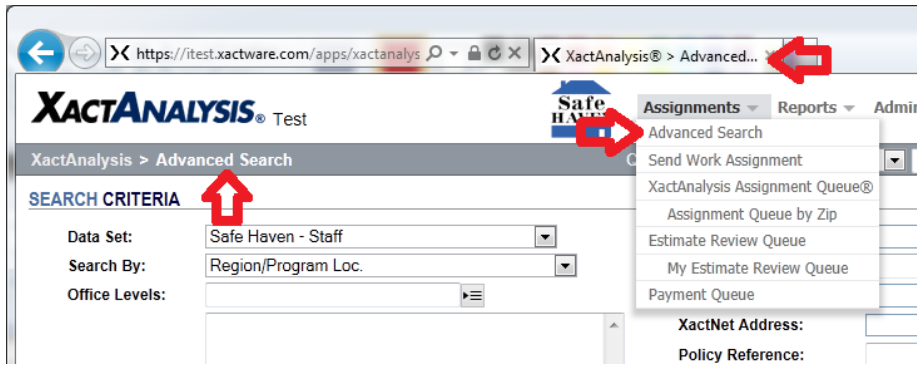 https://itest.xactware.com/apps/xactanalys
XactAnalysis® > Advanced...
XACTANALYSIS® Test
Safe
Assignments Reports
XactAnalysis > Advanced Search
Advanced Search
Send Work Assignment
XactAnalysis Assignment Queue®
Assignment Queue by Zip
Estimate Review Queue
My Estimate Review Queue
Payment Queue
SEARCH CRITERIA
Data Set: Safe Haven - Staff
Search By: Region/Program Loc.
Office Levels:
XactNet Address:
Policy Reference: